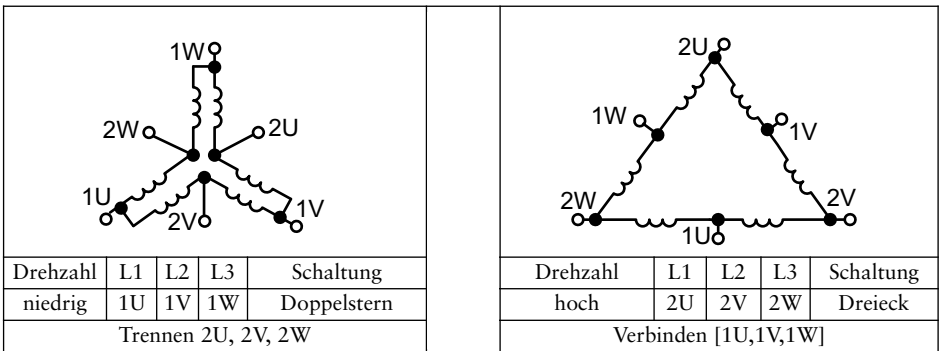 1W
2W
2U
1U
2V
1V
Drehzahl L1 L2 L3 Schaltung
niedrig 1U 1V 1W Doppelstern
Trennen 2U, 2V, 2W
2U
1W
1V
2W
2V
1U
Drehzahl L1 L2 L3 Schaltung
hoch 2U 2V 2W Dreieck
Verbinden [1U,1V,1W]